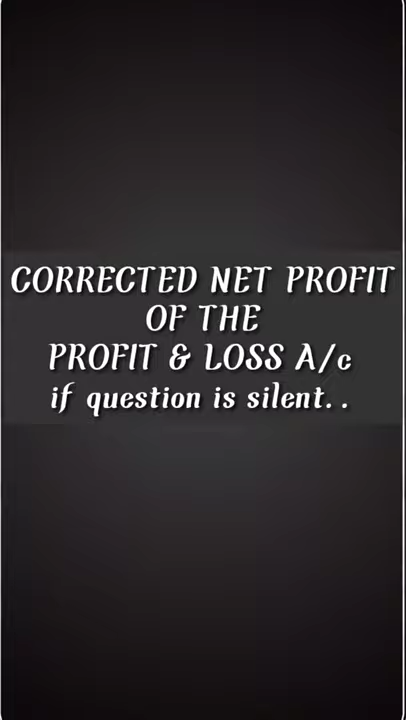 CORRECTED NET PROFIT
OF THE
PROFIT & LOSS A/c
if question is silent..